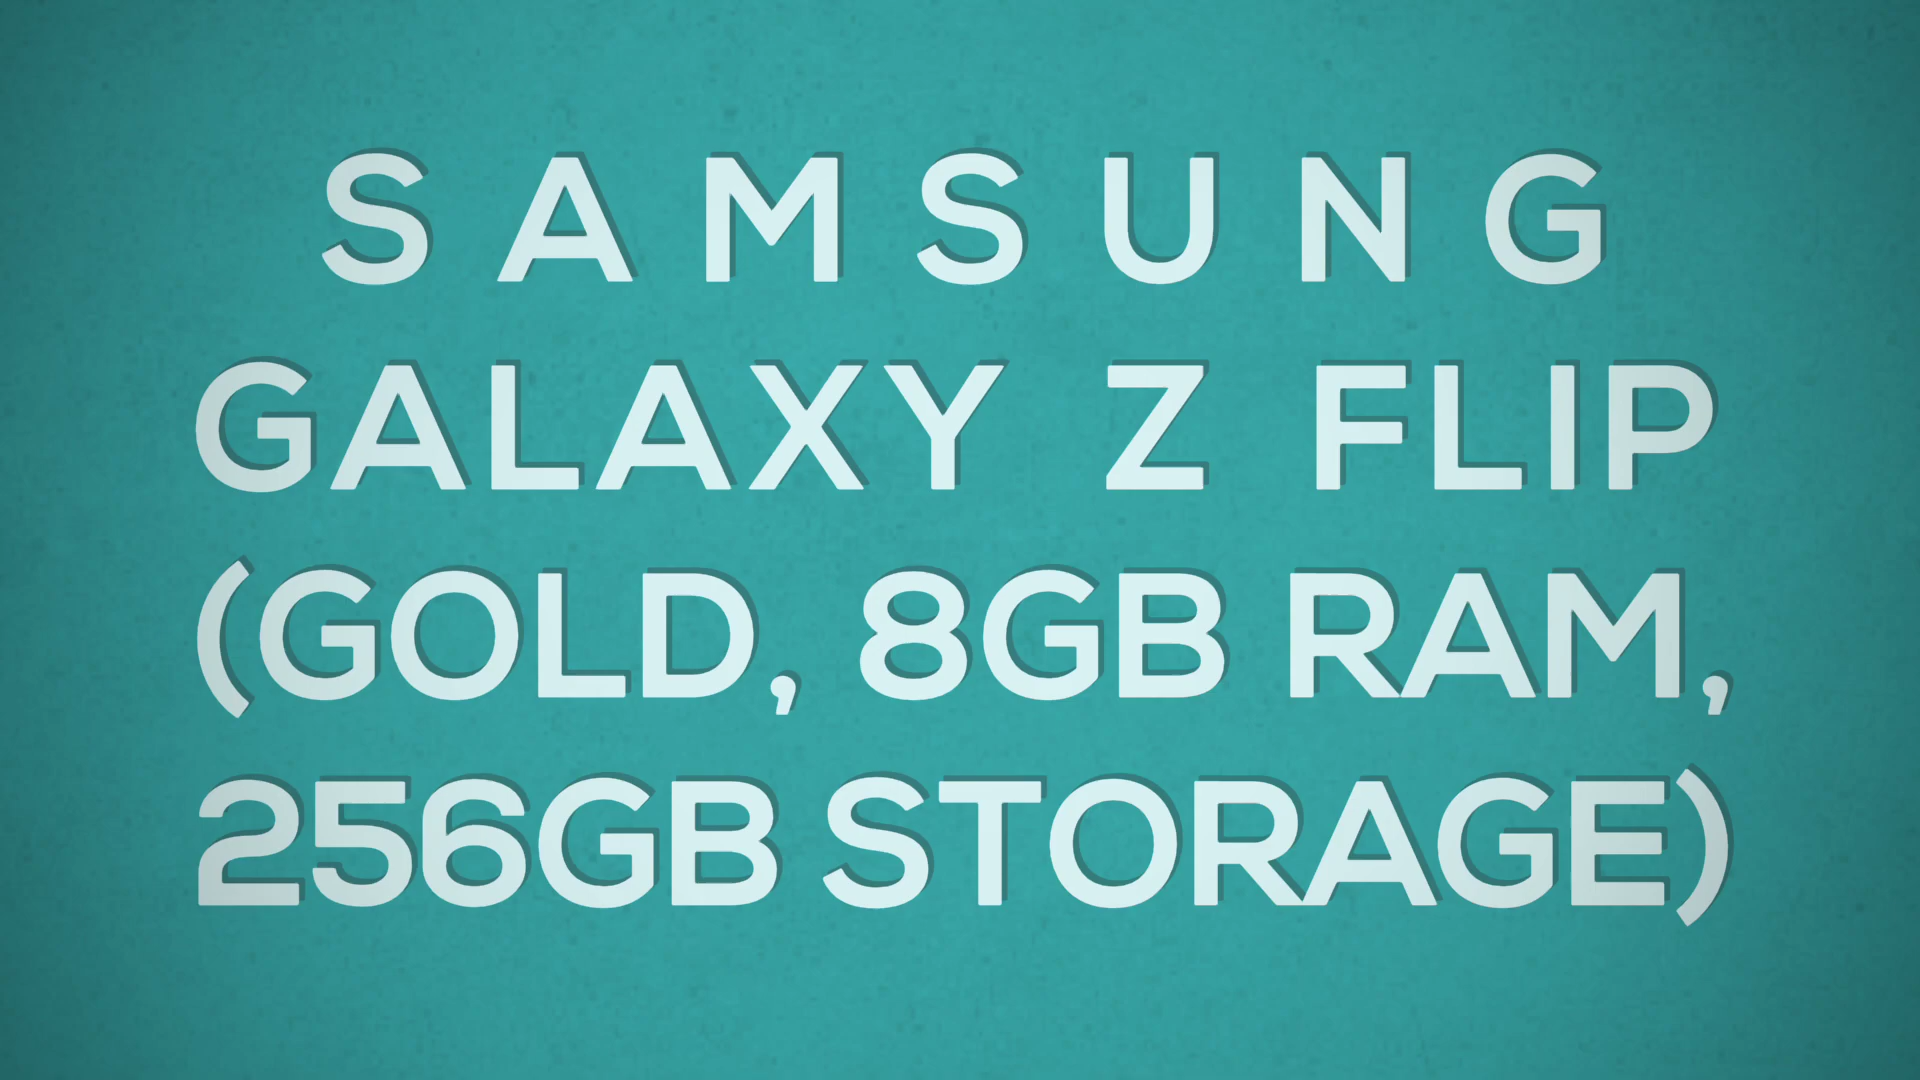 SAMSUNG
GALAXY Z FLIP
(GOLD, 8GB RAM,
256GB STORAGE)